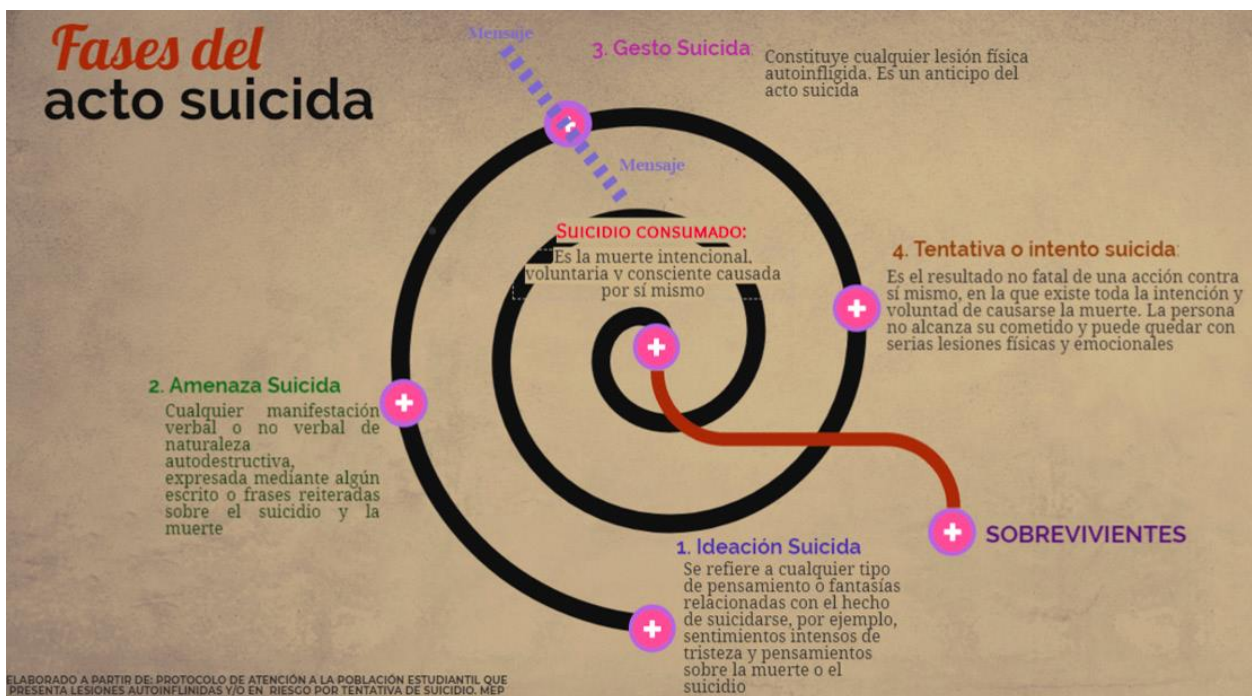 Fases del
acto suicida
Mensaje
3. Gesto Suicida:
Constituye cualquier lesión física
autoinfligida. Es un anticipo del
acto suicida
Mensaje
SUICIDIO CONSUMADO:
Es la muerte intencional,
voluntaria y consciente causada
por sí mismo
4. Tentativa o intento suicida:
Es el resultado no fatal de una acción contra
sí mismo, en la que existe toda la intención y
voluntad de causarse la muerte. La persona
no alcanza su cometido y puede quedar con
serias lesiones físicas y emocionales
2. Amenaza Suicida
Cualquier manifestación
verbal o no verbal de
naturaleza
autodestructiva,
expresada mediante algún
escrito o frases reiteradas
sobre el suicidio y la
muerte
SOBREVIVIENTES
1. Ideación Suicida
Se refiere a cualquier tipo
de pensamiento o fantasías
relacionadas con el hecho
de suicidarse, por ejemplo,
sentimientos intensos de
tristeza y pensamientos
sobre la muerte o el
suicidio
ELABORADO A PARTIR DE: PROTOCOLO DE ATENCIÓN A LA POBLACIÓN ESTUDIANTIL QUE
PRESENTA LESIONES AUTOINFLINIDAS Y/O EN RIESGO POR TENTATIVA DE SUICIDIO. MEP